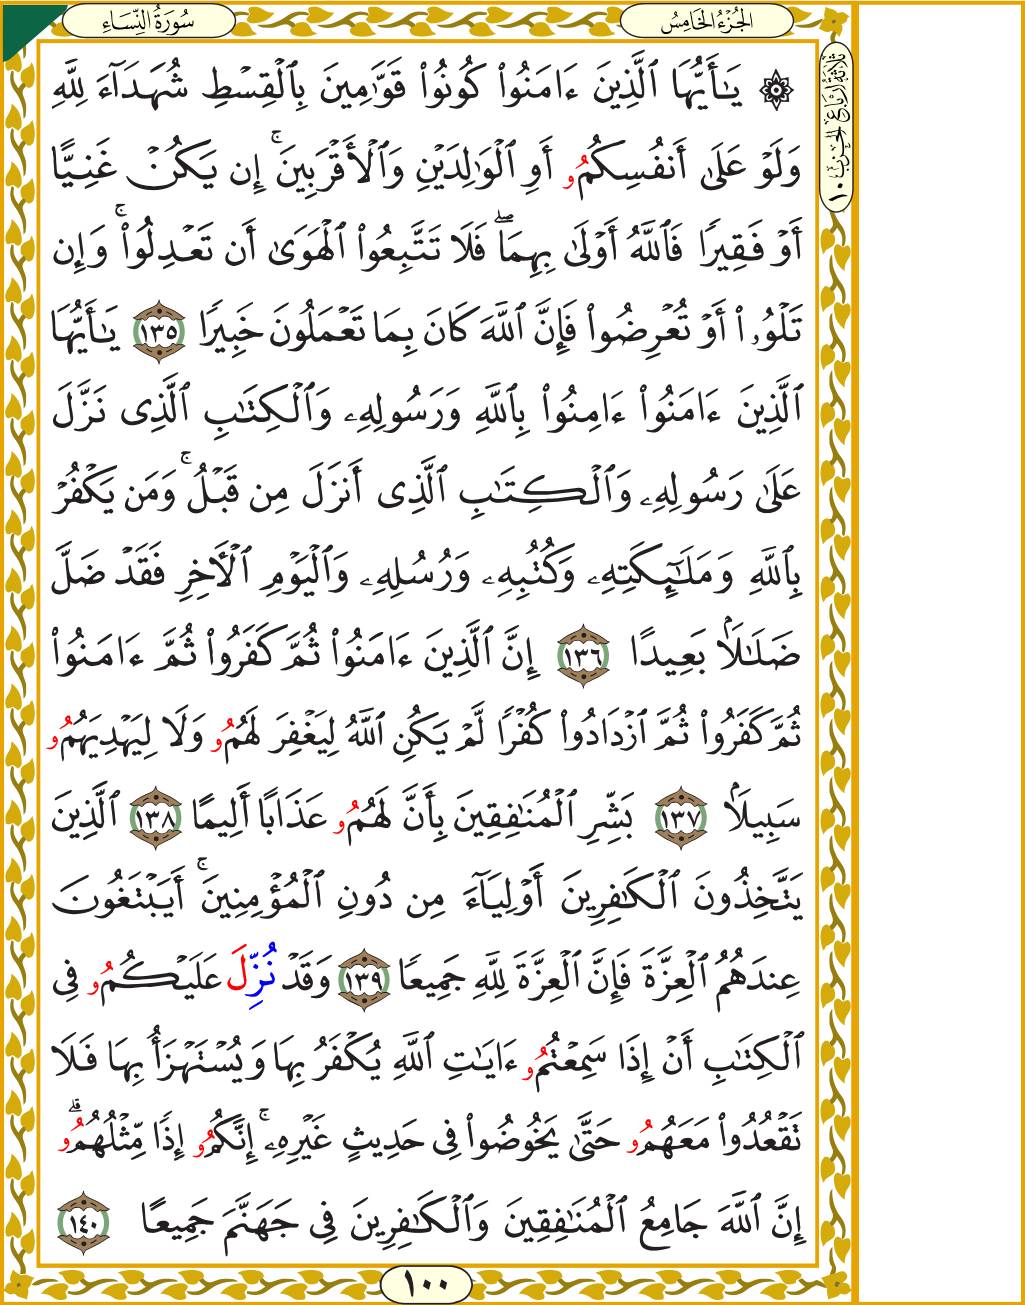 سُورَةُ النِّسَاءِ
الجُزْءُ الخَامِسُ
ثَلَاثَةُ أَرْبَاعِ الحِزْبِ ١٠
۞ يَـٰٓأَيُّهَا ٱلَّذِينَ ءَامَنُوا۟ كُونُوا۟ قَوَّٰمِينَ بِٱلْقِسْطِ شُهَدَآءَ لِلَّهِ
وَلَوْ عَلَىٰٓ أَنفُسِكُمُۥٓ أَوِ ٱلْوَٰلِدَيْنِ وَٱلْأَقْرَبِينَ ۚ إِن يَكُنْ غَنِيًّا
أَوْ فَقِيرًا فَٱللَّهُ أَوْلَىٰ بِهِمَا ۖ فَلَا تَتَّبِعُوا۟ ٱلْهَوَىٰٓ أَن تَعْدِلُوا۟ ۚ وَإِن
تَلْوُۥٓا۟ أَوْ تُعْرِضُوا۟ فَإِنَّ ٱللَّهَ كَانَ بِمَا تَعْمَلُونَ خَبِيرًا ١٣٥ يَـٰٓأَيُّهَا
ٱلَّذِينَ ءَامَنُوٓا۟ ءَامِنُوا۟ بِٱللَّهِ وَرَسُولِهِۦ وَٱلْكِتَـٰبِ ٱلَّذِى نَزَّلَ
عَلَىٰ رَسُولِهِۦ وَٱلْكِتَـٰبِ ٱلَّذِىٓ أَنزَلَ مِن قَبْلُ ۚ وَمَن يَكْفُرْ
بِٱللَّهِ وَمَلَـٰٓئِكَتِهِۦ وَكُتُبِهِۦ وَرُسُلِهِۦ وَٱلْيَوْمِ ٱلْـَٔاخِرِ فَقَدْ ضَلَّ
ضَلَـٰلًۢا بَعِيدًا ١٣٦ إِنَّ ٱلَّذِينَ ءَامَنُوا۟ ثُمَّ كَفَرُوا۟ ثُمَّ ءَامَنُوا۟
ثُمَّ كَفَرُوا۟ ثُمَّ ٱزْدَادُوا۟ كُفْرًا لَّمْ يَكُنِ ٱللَّهُ لِيَغْفِرَ لَهُمُۥ وَلَا لِيَهْدِيَهُمُۥ
سَبِيلًۢا ١٣٧ بَشِّرِ ٱلْمُنَـٰفِقِينَ بِأَنَّ لَهُمُۥ عَذَابًا أَلِيمًا ١٣٨ ٱلَّذِينَ
يَتَّخِذُونَ ٱلْكَـٰفِرِينَ أَوْلِيَآءَ مِن دُونِ ٱلْمُؤْمِنِينَ ۚ أَيَبْتَغُونَ
عِندَهُمُ ٱلْعِزَّةَ فَإِنَّ ٱلْعِزَّةَ لِلَّهِ جَمِيعًا ١٣٩ وَقَدْ نُزِّلَ عَلَيْكُمُۥ فِى
ٱلْكِتَـٰبِ أَنْ إِذَا سَمِعْتُمُۥ ءَايَـٰتِ ٱللَّهِ يُكْفَرُ بِهَا وَيُسْتَهْزَأُ بِهَا فَلَا
تَقْعُدُوا۟ مَعَهُمُۥ حَتَّىٰ يَخُوضُوا۟ فِى حَدِيثٍ غَيْرِهِۦٓ ۚ إِنَّكُمُۥ إِذًا مِّثْلُهُمُۥٓ ۗ
إِنَّ ٱللَّهَ جَامِعُ ٱلْمُنَـٰفِقِينَ وَٱلْكَـٰفِرِينَ فِى جَهَنَّمَ جَمِيعًا ١٤٠
١٠٠